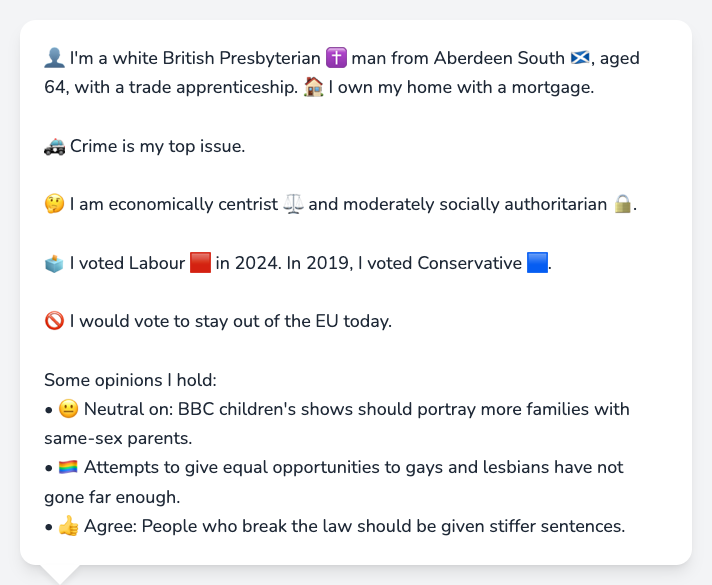 👤 I'm a white British Presbyterian ✝️ man from Aberdeen South 🏴󠁧󠁢󠁳󠁣󠁴󠁿, aged
64, with a trade apprenticeship. 🏠 I own my home with a mortgage.
🚓 Crime is my top issue.
🤔 I am economically centrist ⚖️ and moderately socially authoritarian 🔒.
🗳️ I voted Labour 🟥 in 2024. In 2019, I voted Conservative 🟦.
🚫 I would vote to stay out of the EU today.
Some opinions I hold:
• 😐 Neutral on: BBC children's shows should portray more families with
same-sex parents.
• 🏳️‍🌈 Attempts to give equal opportunities to gays and lesbians have not
gone far enough.
• 👍 Agree: People who break the law should be given stiffer sentences.